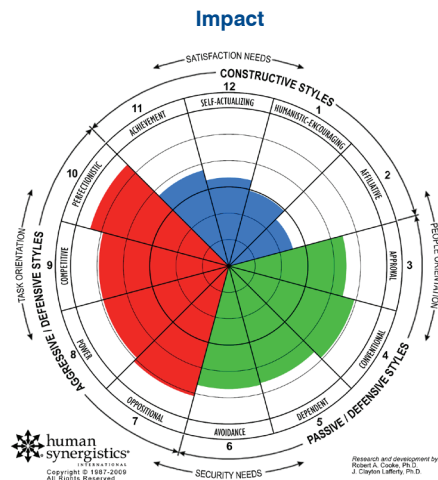 Impact
SATISFACTION NEEDS
CONSTRUCTIVE STYLES
12
SELF-ACTUALIZING
1
HUMANISTIC-ENCOURAGING
2
AFFILIATIVE
PEOPLE ORIENTATION
3
APPROVAL
4
CONVENTIONAL
PASSIVE / DEFENSIVE STYLES
5
DEPENDENT
6
AVOIDANCE
SECURITY NEEDS
7
OPPOSITIONAL
8
POWER
AGGRESSIVE / DEFENSIVE STYLES
TASK ORIENTATION
9
COMPETITIVE
10
PERFECTIONISTIC
11
ACHIEVEMENT
human
synergistics
INTERNATIONAL
Copyright © 1987-2009
All Rights Reserved
Research and development by
Robert A. Cooke, Ph.D.
J. Clayton Lafferty, Ph.D.